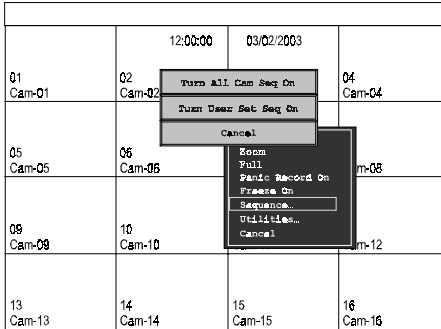 12:00:00 03/02/2003
01 02 04
Cam-01 Cam-02 Cam-04
Turn All Cam Seq On
Turn User Set Seq On
Cancel
05 06
Cam-05 Cam-06 m-08
Zoom
Full
Panic Record On
Freeze On
Sequence…
Utilities…
Cancel
09 10
Cam-09 Cam-10 m-12
13 14 15 16
Cam-13 Cam-14 Cam-15 Cam-16